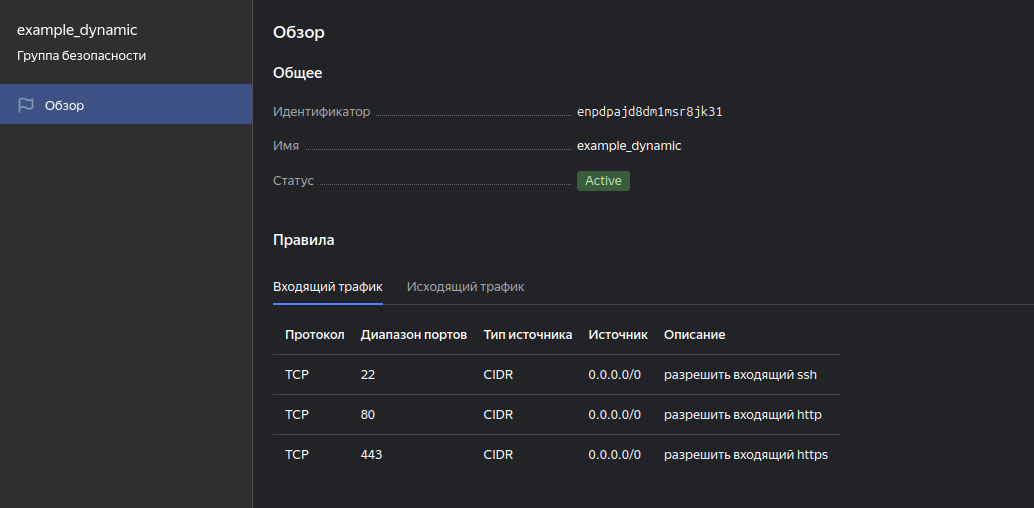 example_dynamic
Группа безопасности
Обзор
Обзор
Общее
Идентификатор enpdpajd8dm1msr8jk31
Имя example_dynamic
Статус Active
Правила
Входящий трафик Исходящий трафик
Протокол Диапазон портов Тип источника Источник Описание
TCP 22 CIDR 0.0.0.0/0 разрешить входящий ssh
TCP 80 CIDR 0.0.0.0/0 разрешить входящий http
TCP 443 CIDR 0.0.0.0/0 разрешить входящий https